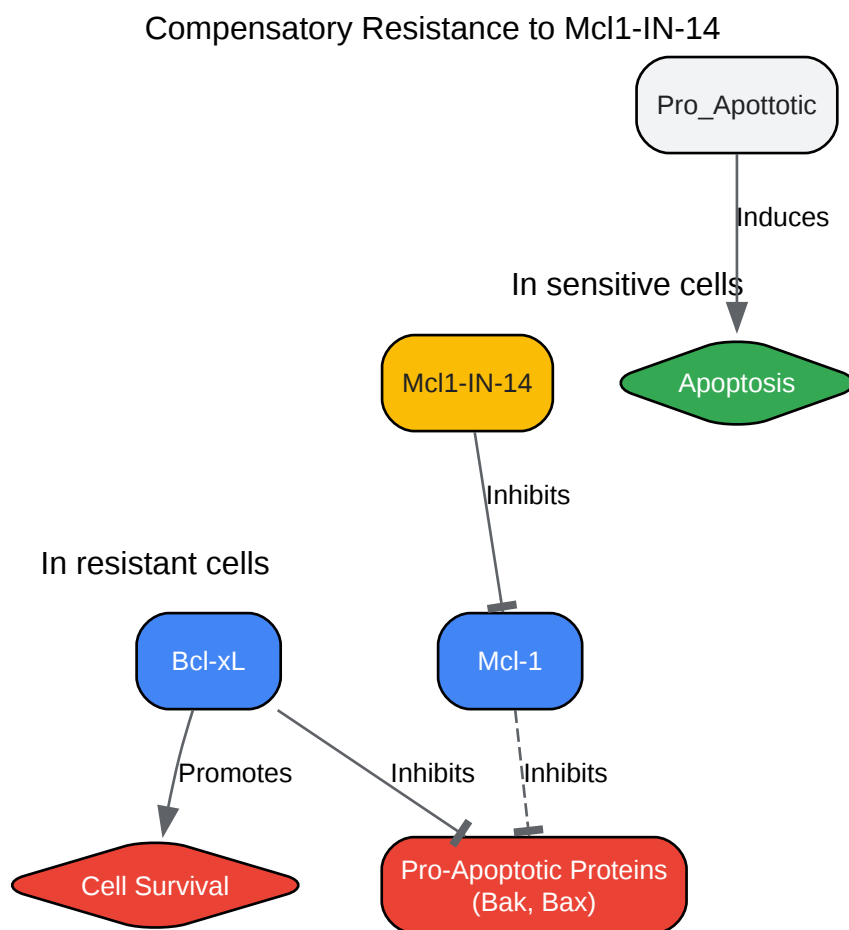 Compensatory Resistance to Mcl1-IN-14
Pro_Apottotic
Induces
In sensitive cells
Mcl1-IN-14
Apoptosis
Inhibits
In resistant cells
Bcl-xL
Mcl-1
Promotes
Inhibits
Inhibits
Cell Survival
Pro-Apoptotic Proteins
(Bak, Bax)